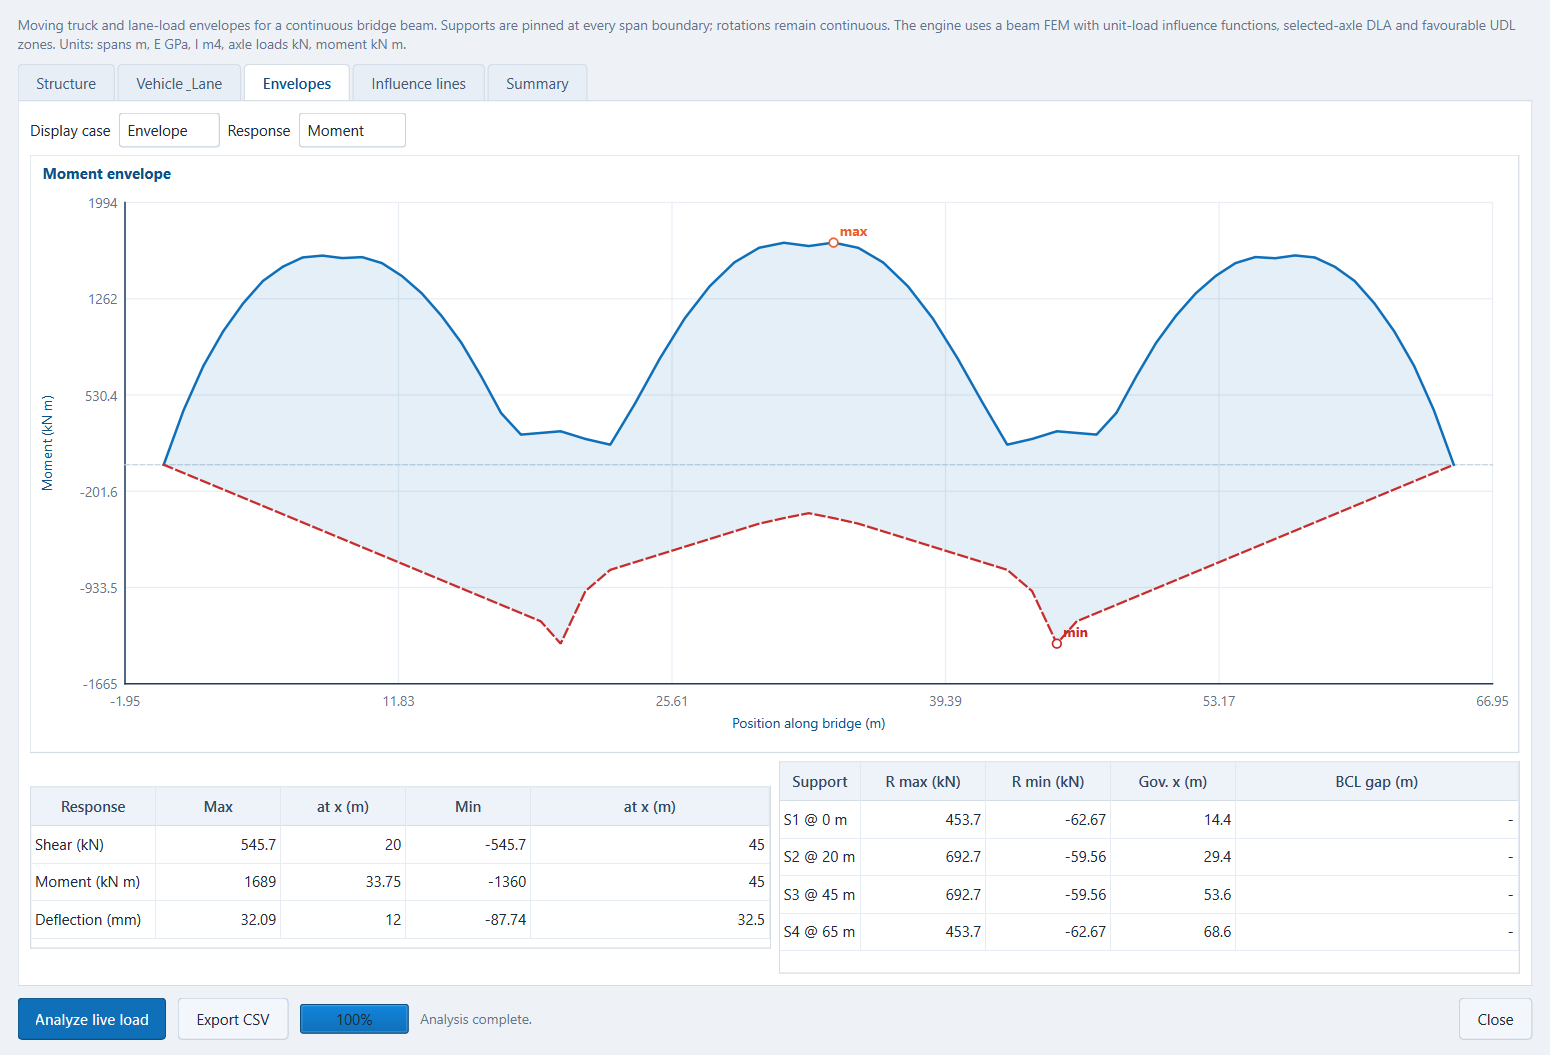 Moving truck and lane-load envelopes for a continuous bridge beam. Supports are pinned at every span boundary; rotations remain continuous. The engine uses a beam FEM with unit-load influence functions, selected-axle DLA and favourable UDL
zones. Units: spans m, E GPa, I m4, axle loads kN, moment kN m.
Structure Vehicle_Lane Envelopes Influence lines Summary
Display case Envelope Response Moment
Moment envelope
1994
max
1262
530.4
Moment (kN m)
-201.6
-933.5
min
-1665
-1.95 11.83 25.61 39.39 53.17 66.95
Position along bridge (m)
Response Max at x (m) Min at x (m)
Shear (kN) 545.7 20 -545.7 45
Moment (kN m) 1689 33.75 -1360 45
Deflection (mm) 32.09 12 -87.74 32.5
Support R max (kN) R min (kN) Gov. x (m) BCL gap (m)
S1 @ 0 m 453.7 -62.67 14.4 -
S2 @ 20 m 692.7 -59.56 29.4 -
S3 @ 45 m 692.7 -59.56 53.6 -
S4 @ 65 m 453.7 -62.67 68.6 -
Analyze live load Export CSV 100% Analysis complete. Close